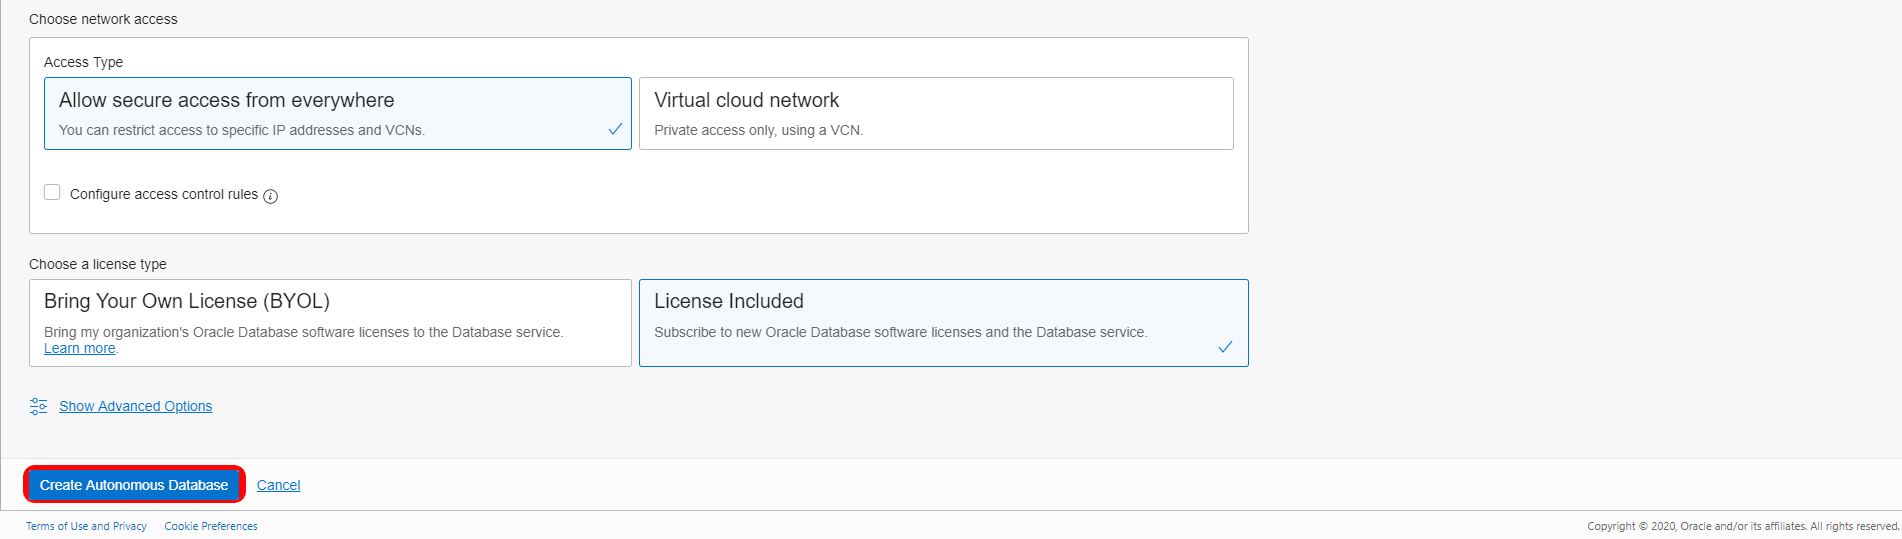 Choose network access
Access Type
Allow secure access from everywhere
You can restrict access to specific IP addresses and VCNs.
Virtual cloud network
Private access only, using a VCN.
Configure access control rules
Choose a license type
Bring Your Own License (BYOL)
Bring my organization's Oracle Database software licenses to the Database service.
Learn more.
License Included
Subscribe to new Oracle Database software licenses and the Database service.
Show Advanced Options
Create Autonomous Database
Cancel
Terms of Use and Privacy
Cookie Preferences
Copyright © 2020, Oracle and/or its affiliates. All rights reserved.